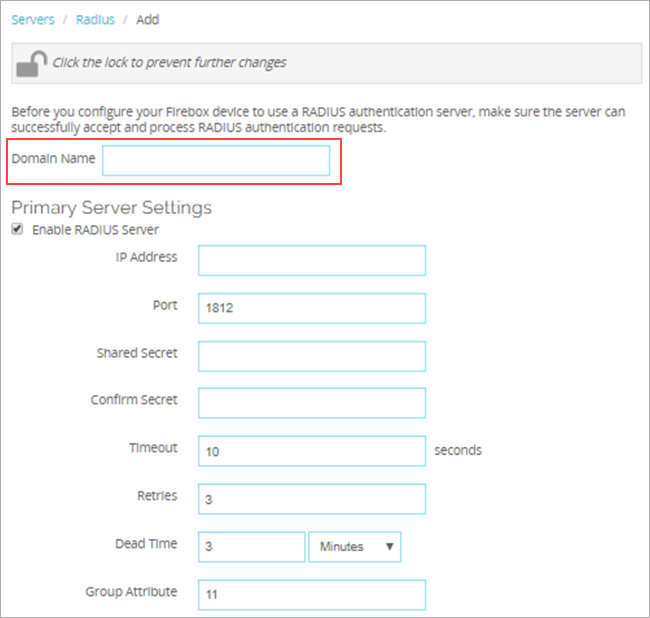 Servers / Radius / Add
Click the lock to prevent further changes
Before you configure your Firebox device to use a RADIUS authentication server, make sure the server can
successfully accept and process RADIUS authentication requests.
Domain Name
Primary Server Settings
Enable RADIUS Server
IP Address
Port 1812
Shared Secret
Confirm Secret
Timeout 10 seconds
Retries 3
Dead Time 3 Minutes
Group Attribute 11